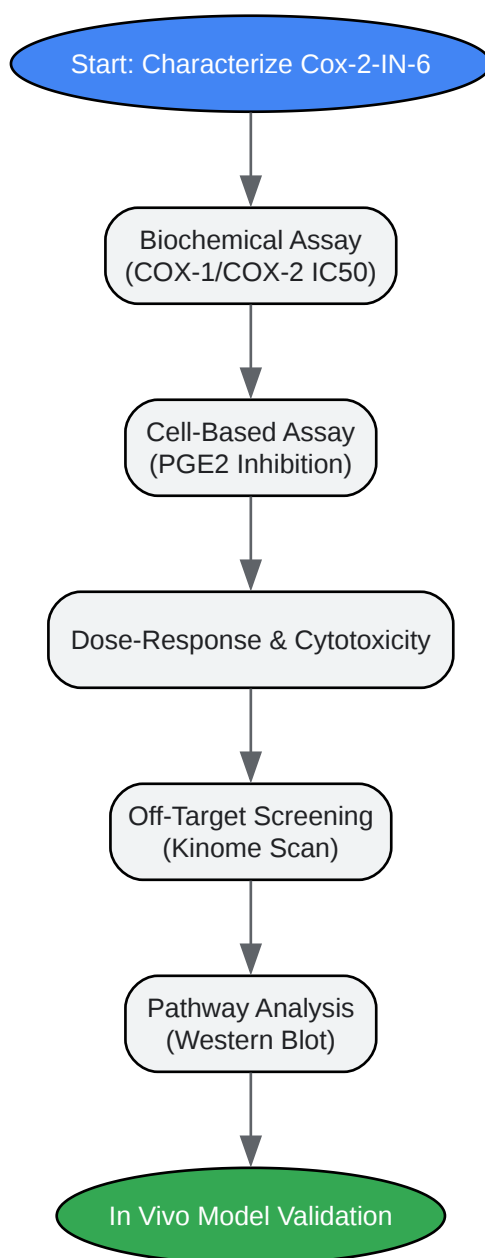 Start: Characterize Cox-2-IN-6
Biochemical Assay
(COX-1/COX-2 IC50)
Cell-Based Assay
(PGE2 Inhibition)
Dose-Response & Cytotoxicity
Off-Target Screening
(Kinome Scan)
Pathway Analysis
(Western Blot)
In Vivo Model Validation